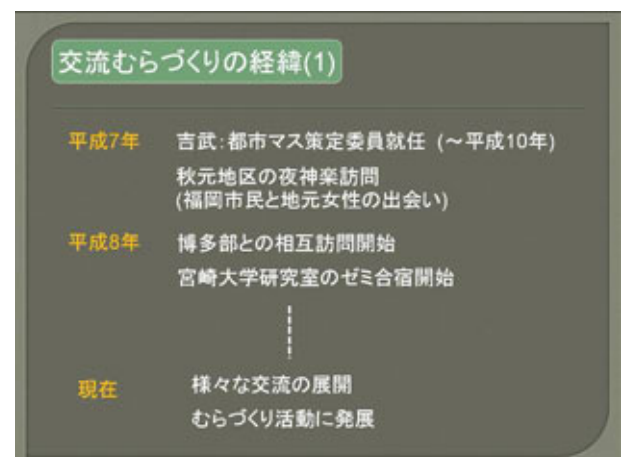 交流むらづくりの経緯(1)
平成7年 吉武:都市マス策定委員就任 (～平成10年)
秋元地区の夜神楽訪問
(福岡市民と地元女性の出会い)
平成8年 博多部との相互訪問開始
宮崎大学研究室のゼミ合宿開始
現在 様々な交流の展開
むらづくり活動に発展